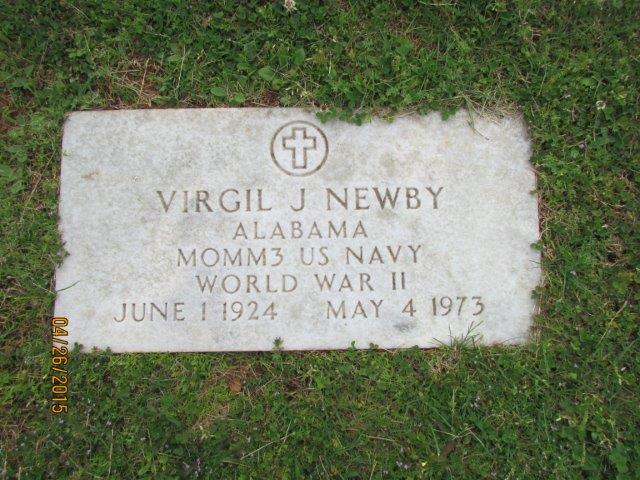 VIRGIL J NEWBY
ALABAMA
MOMM3 US NAVY
WORLD WAR II
JUNE 1 1924 MAY 4 1973
04/26/2015